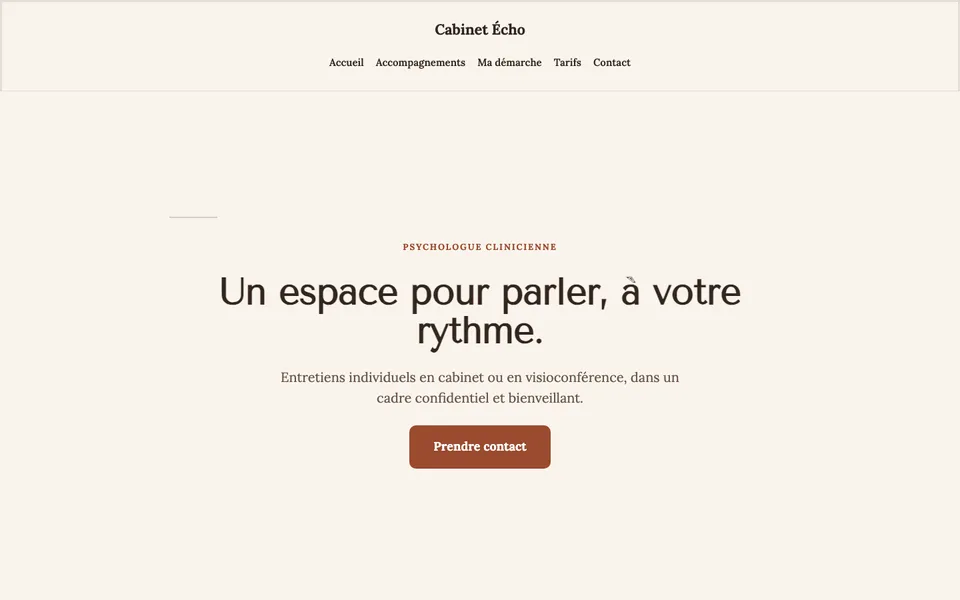 Cabinet Écho
Accueil Accompagnements Ma démarche Tarifs Contact
PSYCHOLOGUE CLINICIENNE
Un espace pour parler, à votre
rythme.
Entretiens individuels en cabinet ou en visioconférence, dans un
cadre confidentiel et bienveillant.
Prendre contact